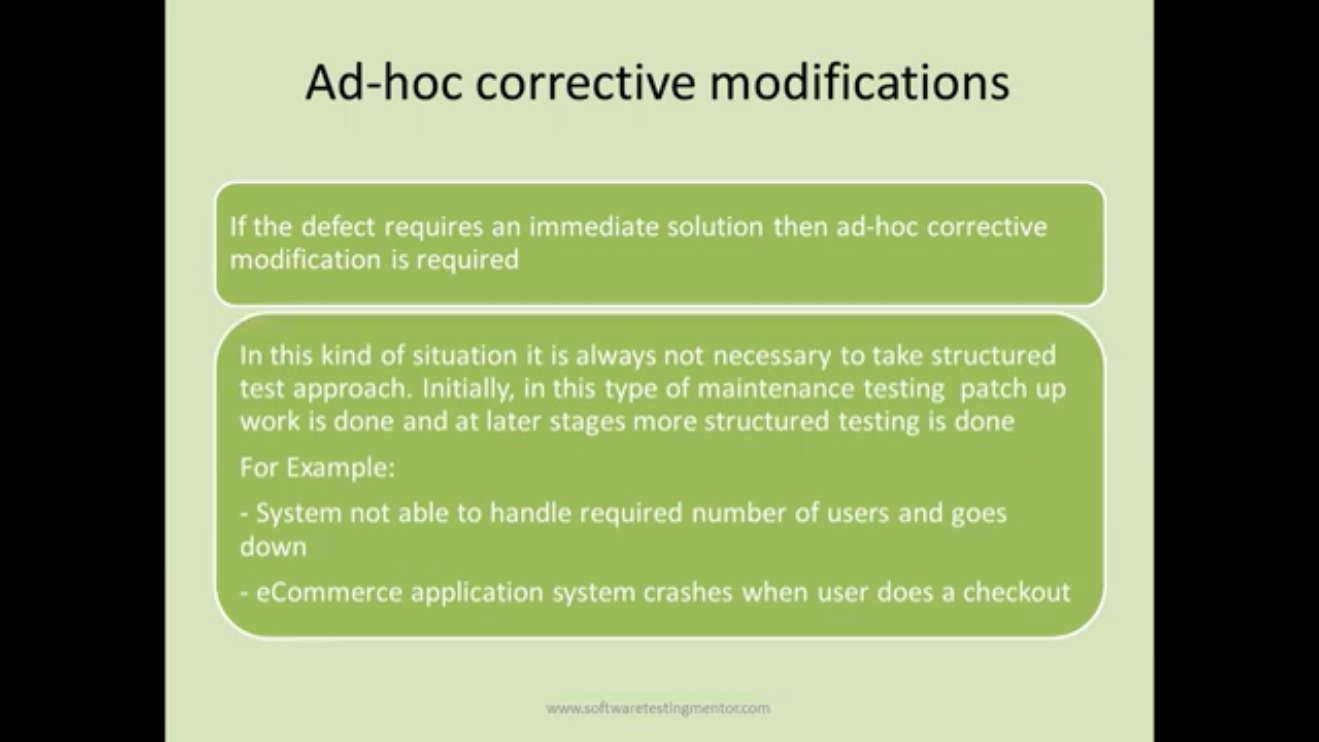 Ad-hoc corrective modifications
If the defect requires an immediate solution then ad-hoc corrective
modification is required
In this kind of situation it is always not necessary to take structured
test approach. Initially, in this type of maintenance testing  patch up
work is done and at later stages more structured testing is done
For Example:
- System not able to handle required number of users and goes
down
- eCommerce application system crashes when user does a checkout
www.softwaretestingmentor.com